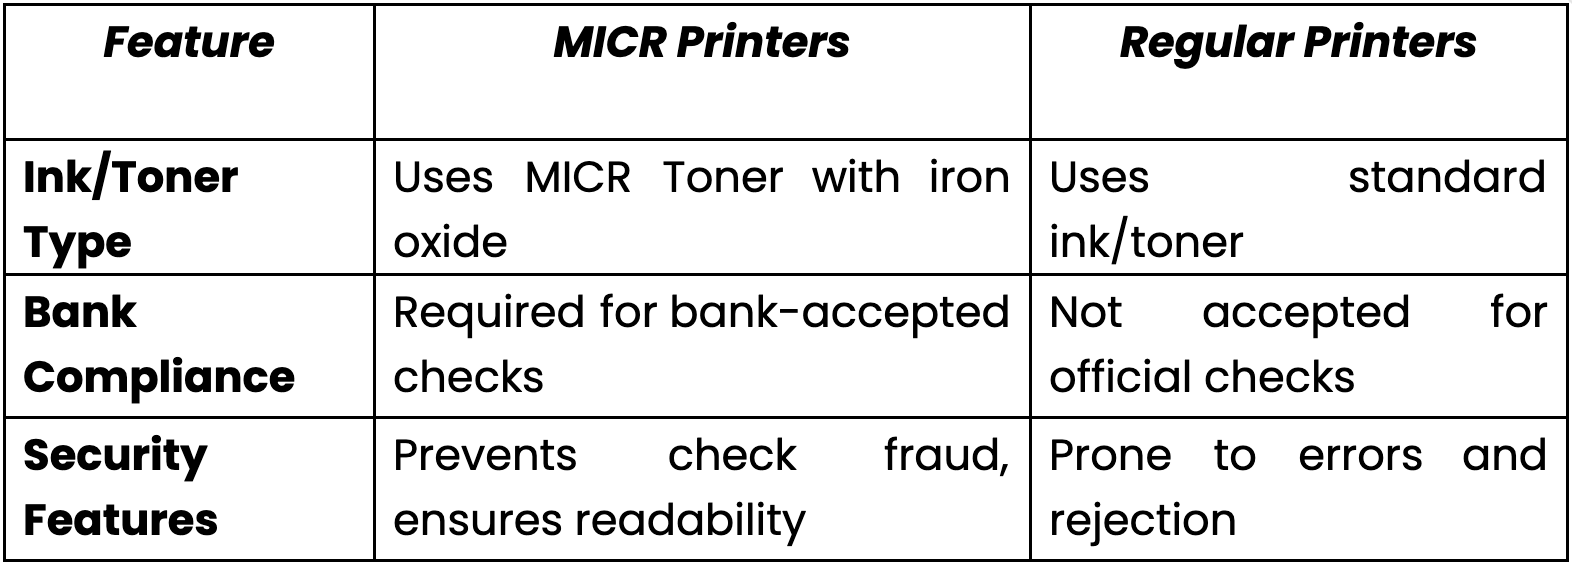 Feature MICR Printers Regular Printers
Ink/Toner Type
Uses MICR Toner with iron oxide
Uses standard ink/toner
Bank Compliance
Required for bank-accepted checks
Not accepted for official checks
Security Features
Prevents check fraud, ensures readability
Prone to errors and rejection